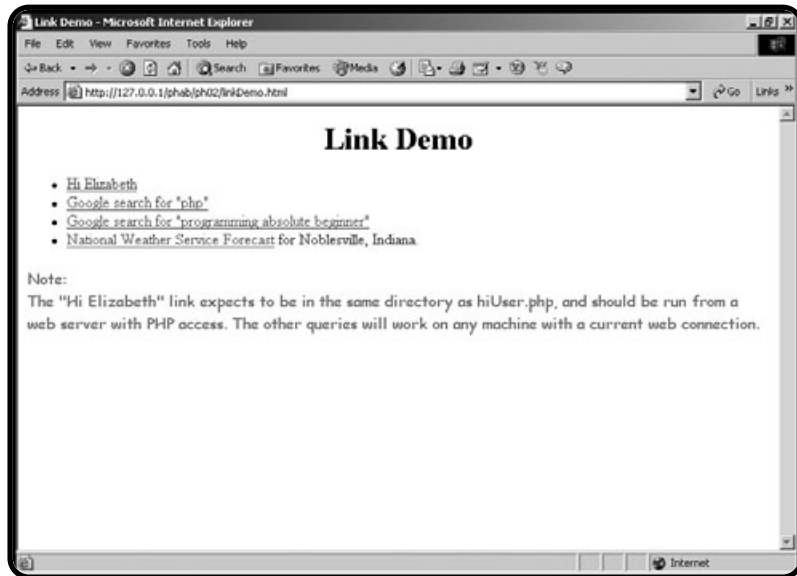 Link Demo - Microsoft Internet Explorer
File Edit View Favorites Tools Help
Back Search Favorites Media
Address http://127.0.0.1/phab/ph02/linkDemo.html Go Links »
Link Demo
• Hi Elizabeth
• Google search for "php"
• Google search for "programming absolute beginner"
• National Weather Service Forecast for Noblesville, Indiana.
Note:
The "Hi Elizabeth" link expects to be in the same directory as hiUser.php, and should be run from a
web server with PHP access. The other queries will work on any machine with a current web connection.
Internet